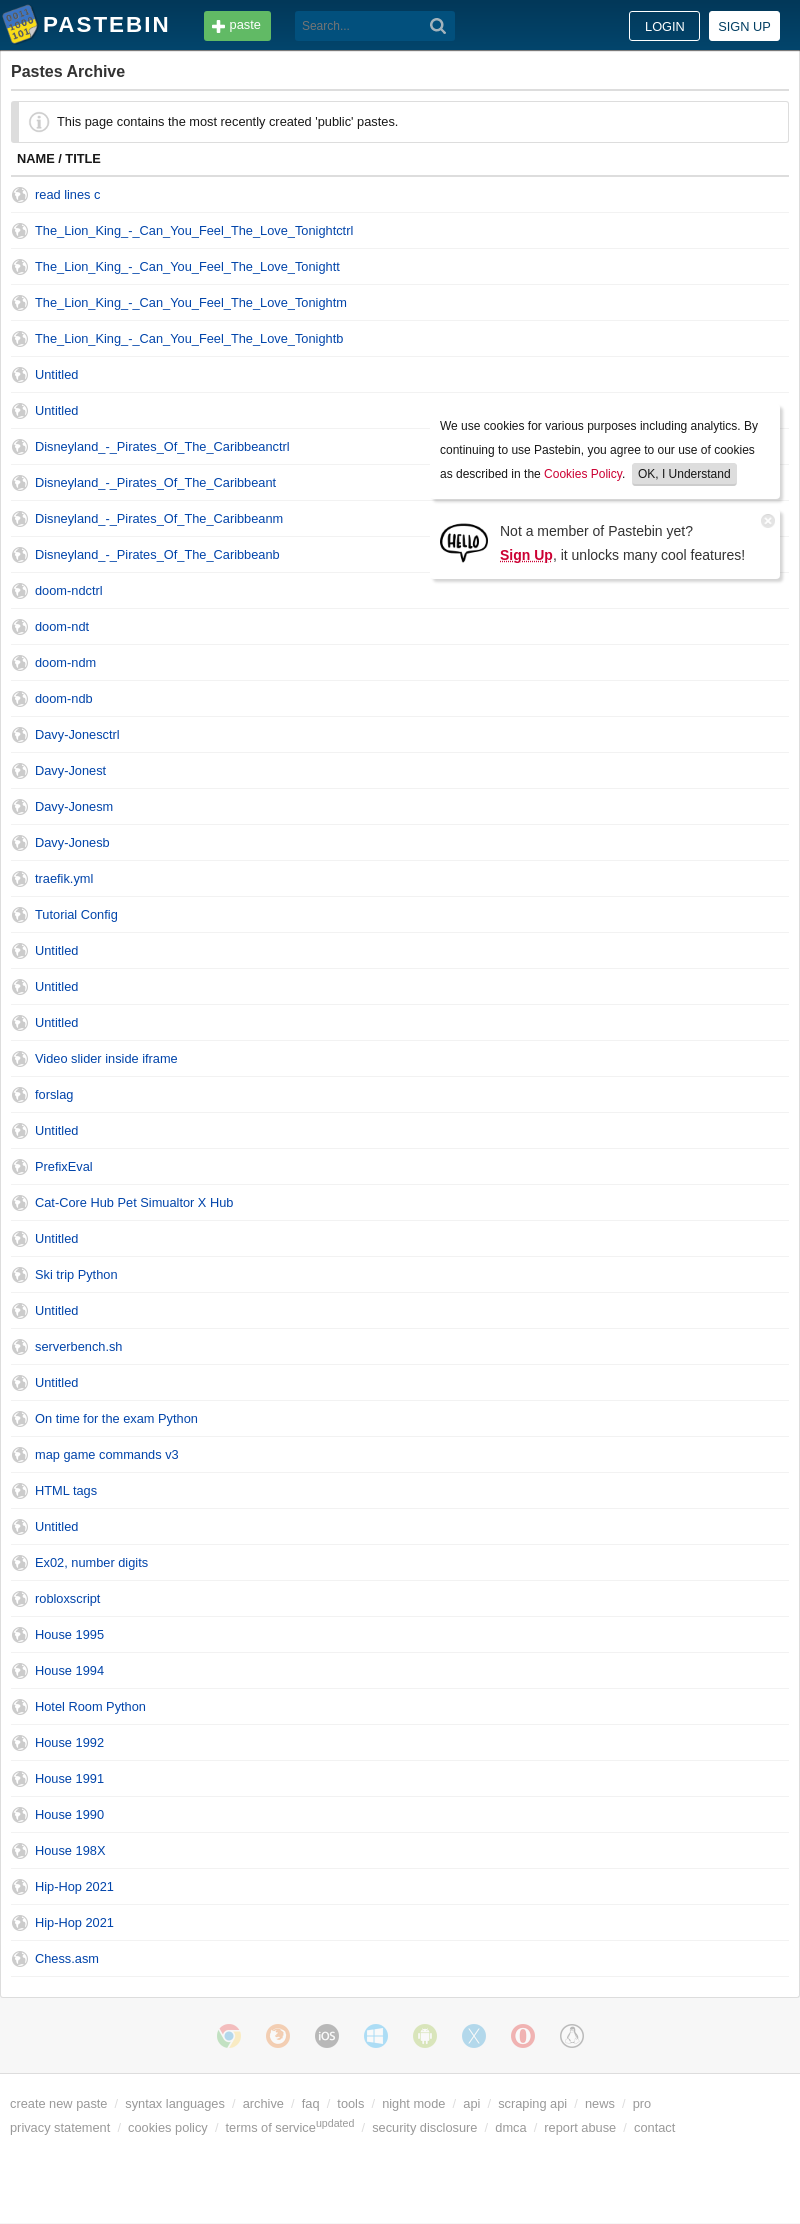 PASTEBIN
paste
Search...
LOGIN
SIGN UP
Pastes Archive
This page contains the most recently created 'public' pastes.
NAME / TITLE
read lines c
The_Lion_King_-_Can_You_Feel_The_Love_Tonightctrl
The_Lion_King_-_Can_You_Feel_The_Love_Tonightt
The_Lion_King_-_Can_You_Feel_The_Love_Tonightm
The_Lion_King_-_Can_You_Feel_The_Love_Tonightb
Untitled
Untitled
Disneyland_-_Pirates_Of_The_Caribbeanctrl
Disneyland_-_Pirates_Of_The_Caribbeant
Disneyland_-_Pirates_Of_The_Caribbeanm
Disneyland_-_Pirates_Of_The_Caribbeanb
We use cookies for various purposes including analytics. By
continuing to use Pastebin, you agree to our use of cookies
as described in the Cookies Policy. OK, I Understand
HELLO
Not a member of Pastebin yet?
Sign Up, it unlocks many cool features!
doom-ndctrl
doom-ndt
doom-ndm
doom-ndb
Davy-Jonesctrl
Davy-Jonest
Davy-Jonesm
Davy-Jonesb
traefik.yml
Tutorial Config
Untitled
Untitled
Untitled
Video slider inside iframe
forslag
Untitled
PrefixEval
Cat-Core Hub Pet Simualtor X Hub
Untitled
Ski trip Python
Untitled
serverbench.sh
Untitled
On time for the exam Python
map game commands v3
HTML tags
Untitled
Ex02, number digits
robloxscript
House 1995
House 1994
Hotel Room Python
House 1992
House 1991
House 1990
House 198X
Hip-Hop 2021
Hip-Hop 2021
Chess.asm
iOS
create new paste / syntax languages / archive / faq / tools / night mode / api / scraping api / news / pro
privacy statement / cookies policy / terms of serviceupdated / security disclosure / dmca / report abuse / contact